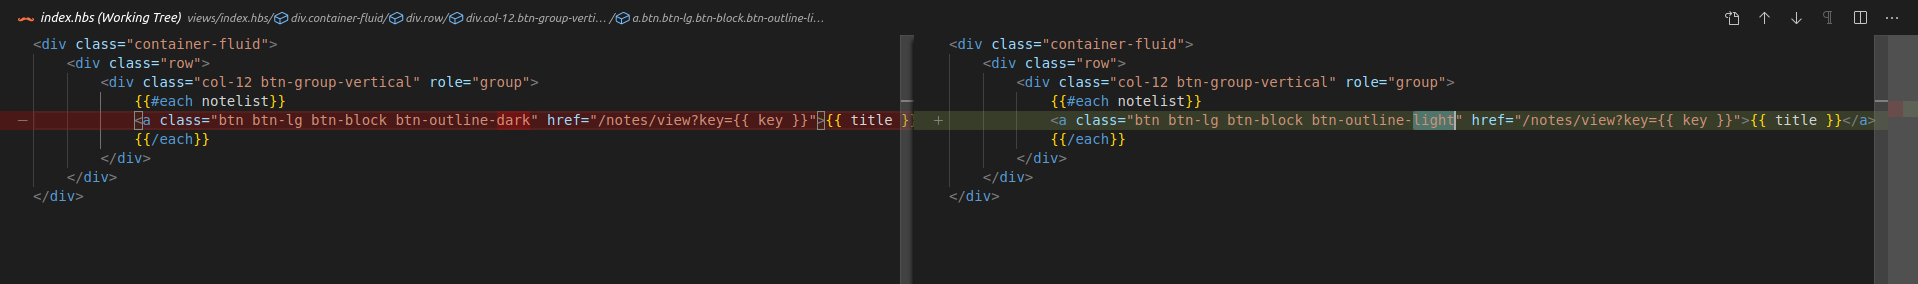 index.hbs (Working Tree) views/index.hbs/ div.container-fluid/ div.row/ div.col-12.btn-group-verti… / a.btn.btn-lg.btn-block.btn-outline-li…
<div class="container-fluid">
<div class="row">
<div class="col-12 btn-group-vertical" role="group">
{{#each notelist}}
— <a class="btn btn-lg btn-block btn-outline-dark" href="/notes/view?key={{ key }}">{{ title }
{{/each}}
</div>
</div>
</div>
<div class="container-fluid">
<div class="row">
<div class="col-12 btn-group-vertical" role="group">
{{#each notelist}}
+ <a class="btn btn-lg btn-block btn-outline-light" href="/notes/view?key={{ key }}">{{ title }}</a>
{{/each}}
</div>
</div>
</div>